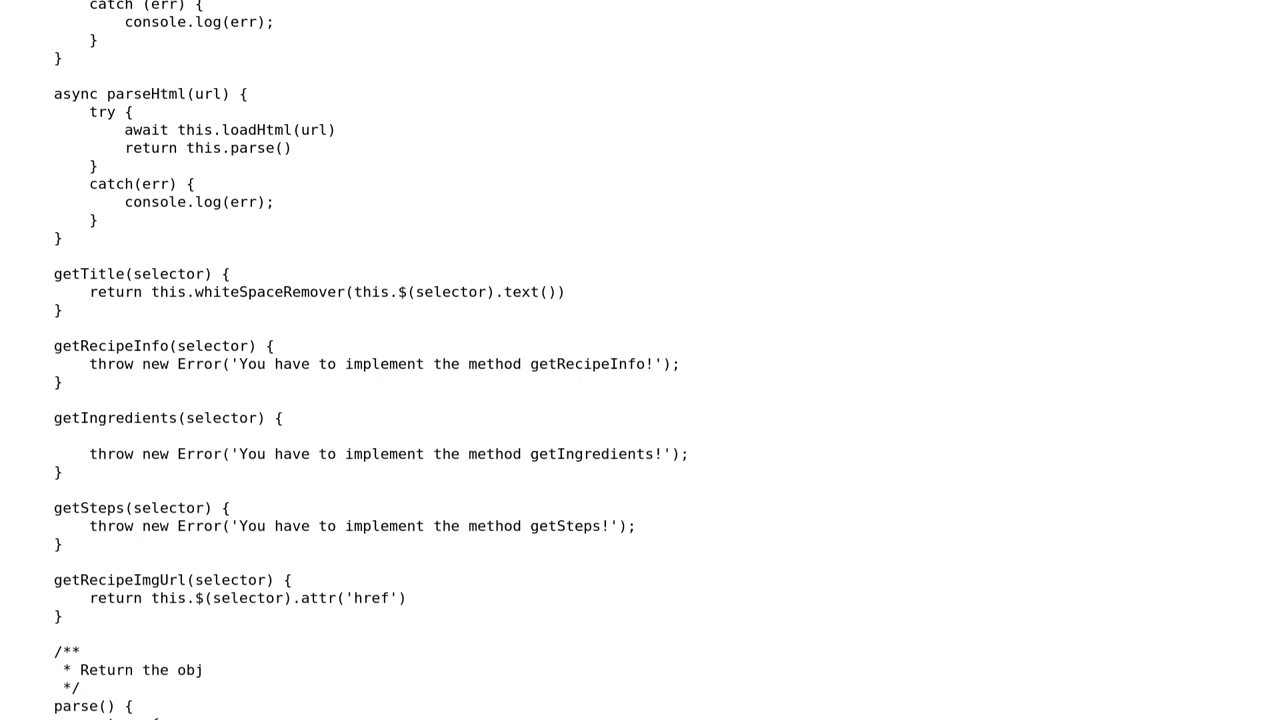 catch (err) {
        console.log(err);
    }
}

async parseHtml(url) {
    try {
        await this.loadHtml(url)
        return this.parse()
    }
    catch(err) {
        console.log(err);
    }
}

getTitle(selector) {
    return this.whiteSpaceRemover(this.$(selector).text())
}

getRecipeInfo(selector) {
    throw new Error('You have to implement the method getRecipeInfo!');
}

getIngredients(selector) {

    throw new Error('You have to implement the method getIngredients!');
}

getSteps(selector) {
    throw new Error('You have to implement the method getSteps!');
}

getRecipeImgUrl(selector) {
    return this.$(selector).attr('href')
}

/**
 * Return the obj
 */
parse() {